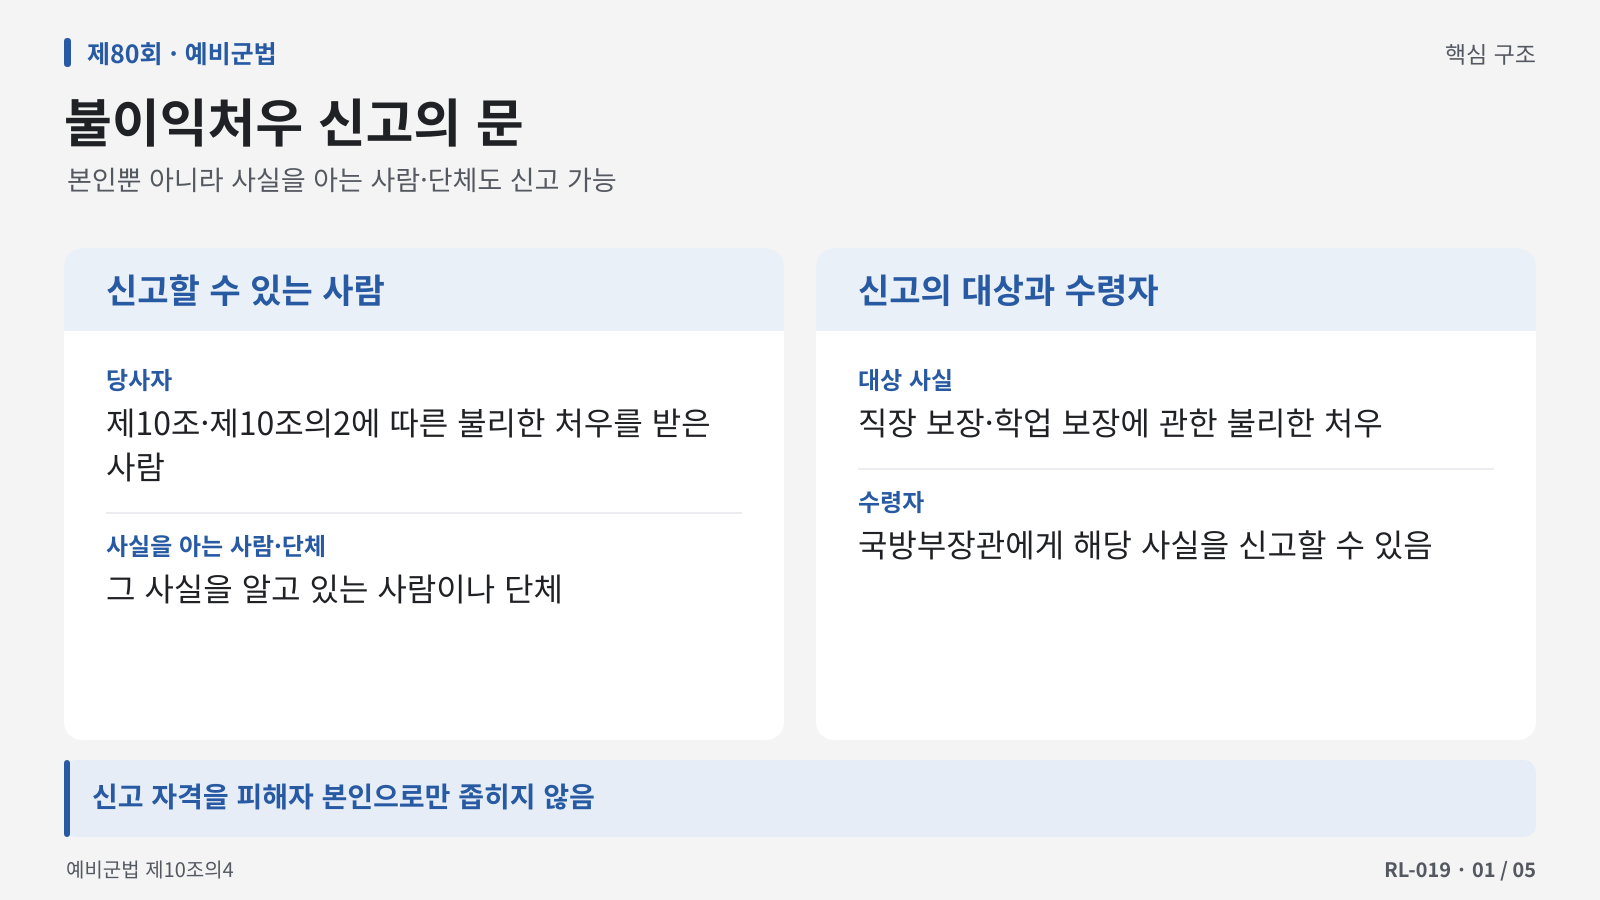 제80회 · 예비군법
핵심 구조
불이익처우 신고의 문
본인뿐 아니라 사실을 아는 사람·단체도 신고 가능
신고할 수 있는 사람
당사자
제10조·제10조의2에 따른 불리한 처우를 받은
사람
사실을 아는 사람·단체
그 사실을 알고 있는 사람이나 단체
신고의 대상과 수령자
대상 사실
직장 보장·학업 보장에 관한 불리한 처우
수령자
국방부장관에게 해당 사실을 신고할 수 있음
신고 자격을 피해자 본인으로만 좁히지 않음
예비군법 제10조의4
RL-019 · 01 / 05